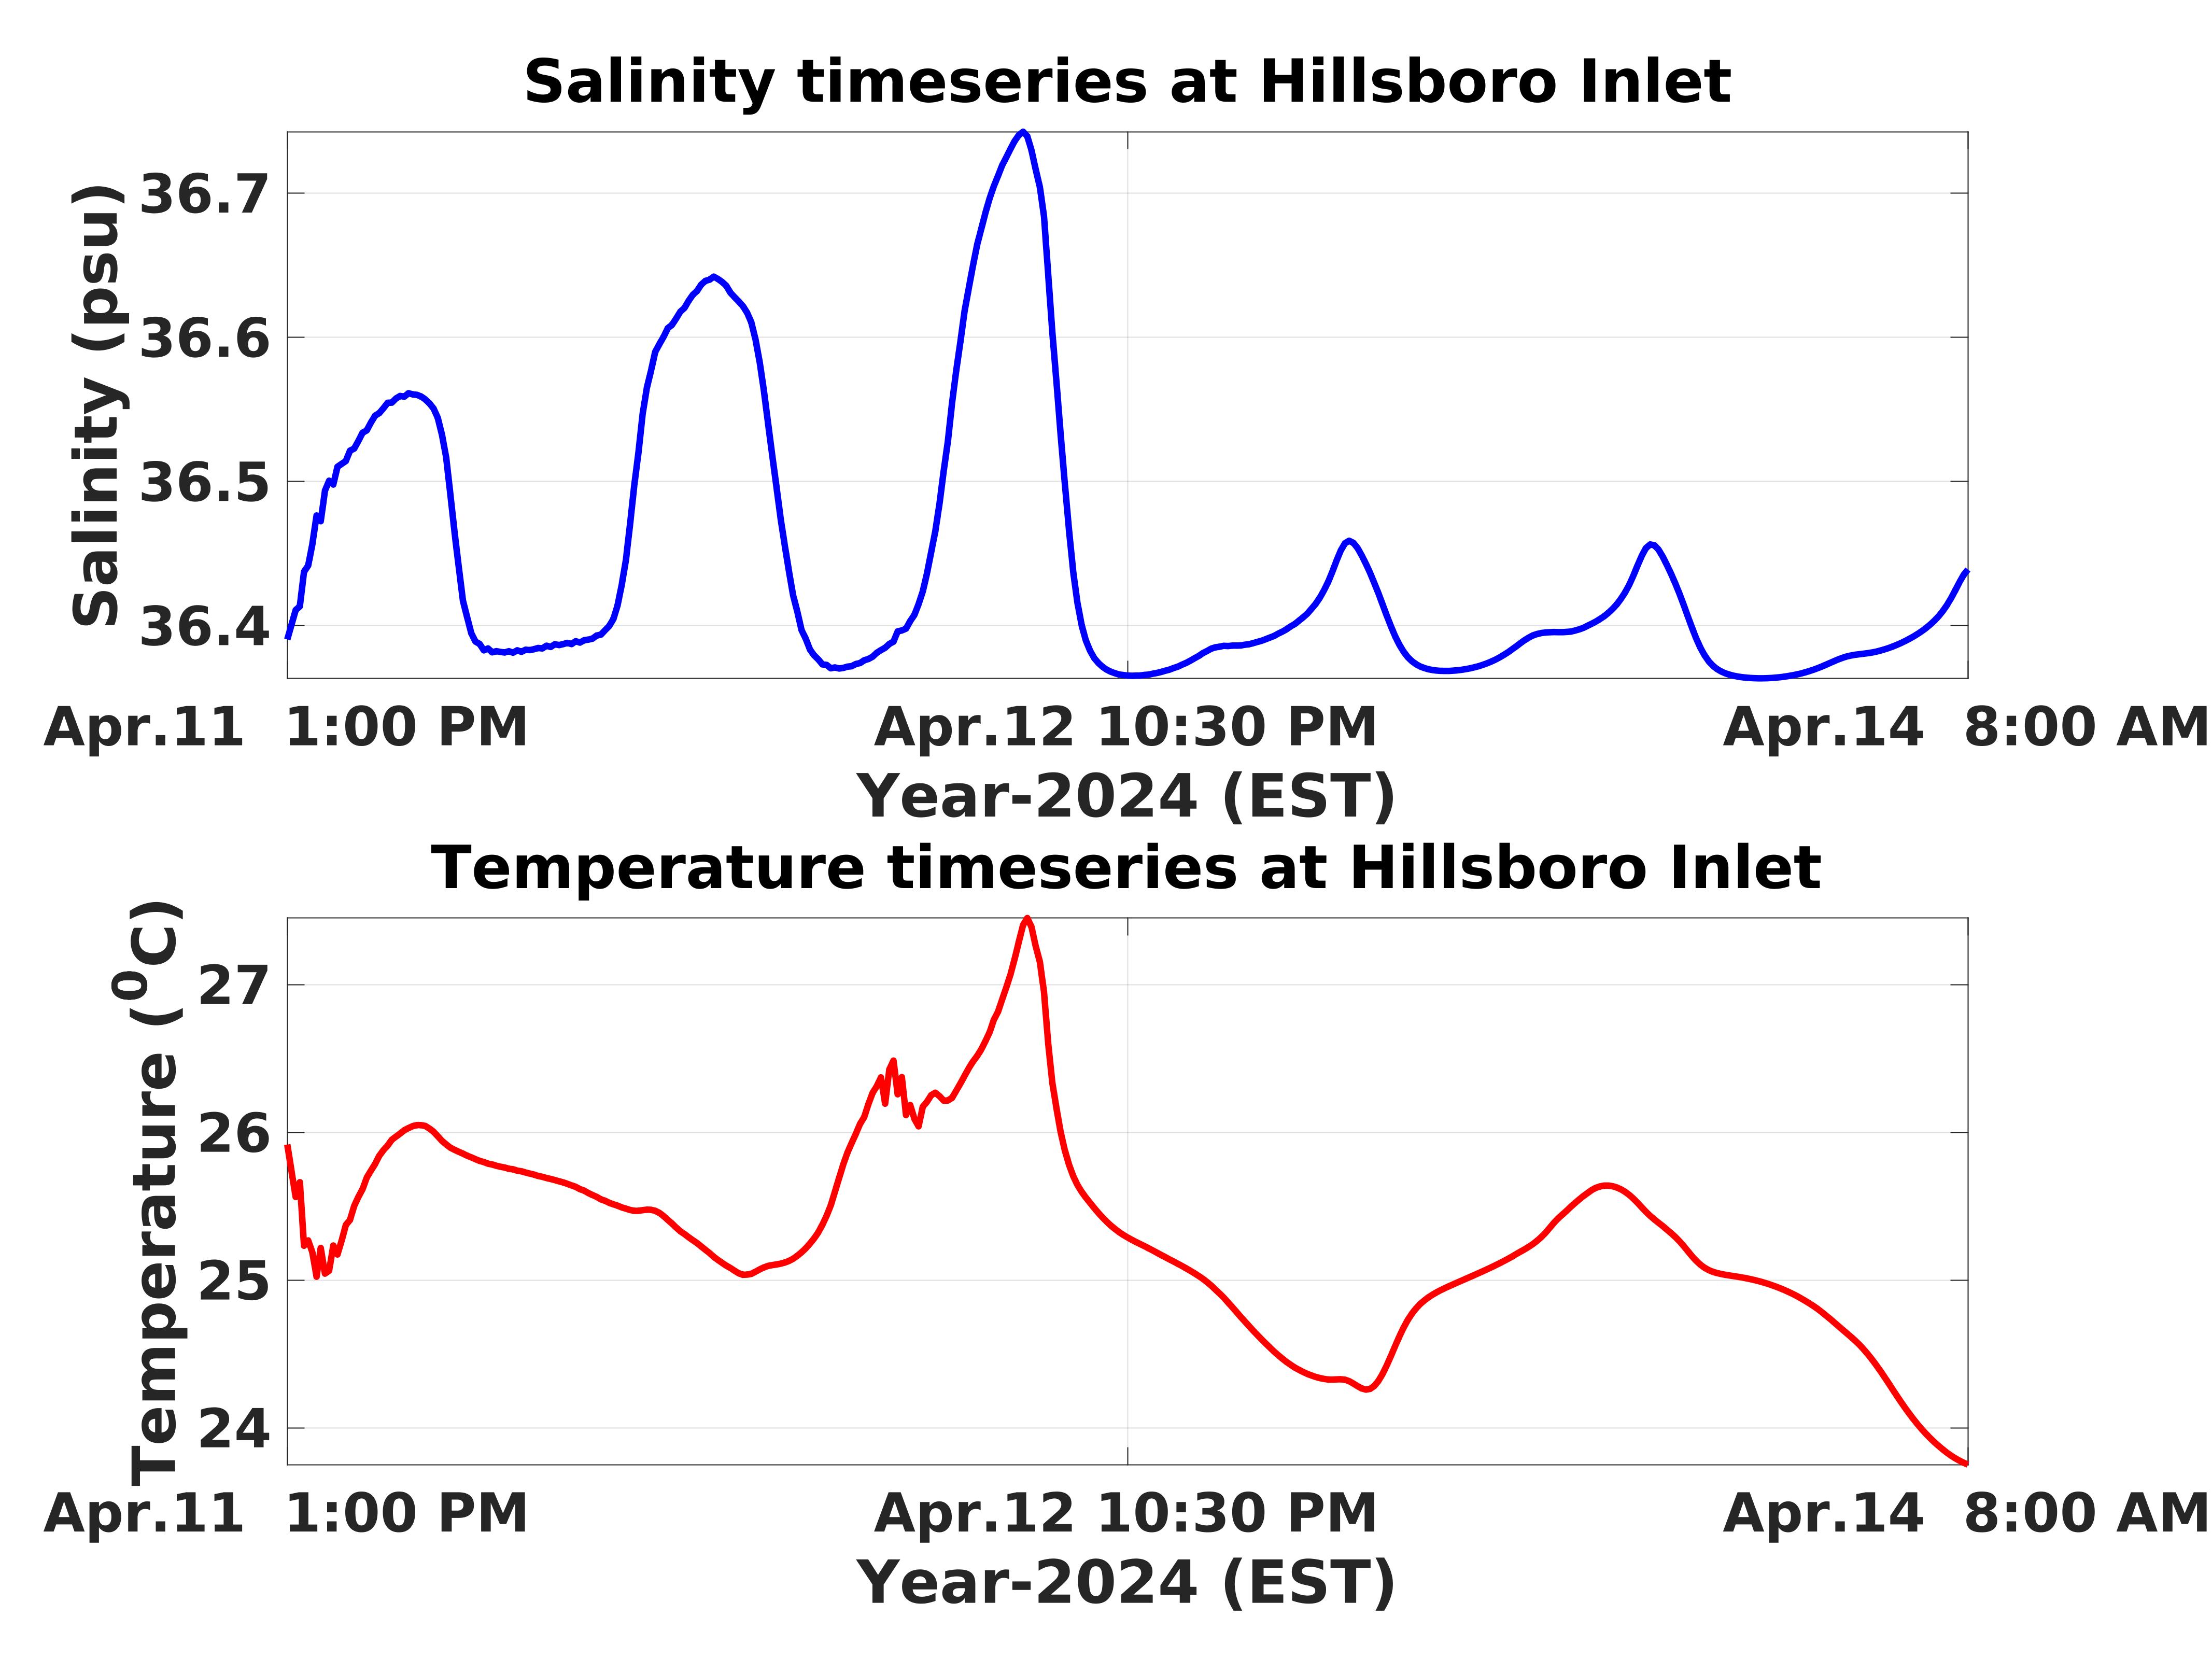 Salinity timeseries at Hillsboro Inlet
Salinity (psu)
36.7
36.6
36.5
36.4
Apr.11  1:00 PM Apr.12 10:30 PM Apr.14  8:00 AM
Year-2024 (EST)
Temperature timeseries at Hillsboro Inlet
Temperature (⁰C)
27
26
25
24
Apr.11  1:00 PM Apr.12 10:30 PM Apr.14  8:00 AM
Year-2024 (EST)